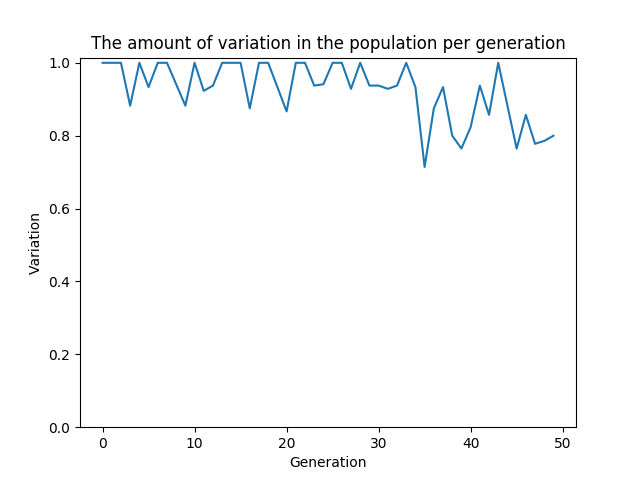 The amount of variation in the population per generation
1.0
0.8
0.6
0.4
0.2
0.0
Variation
0 10 20 30 40 50
Generation